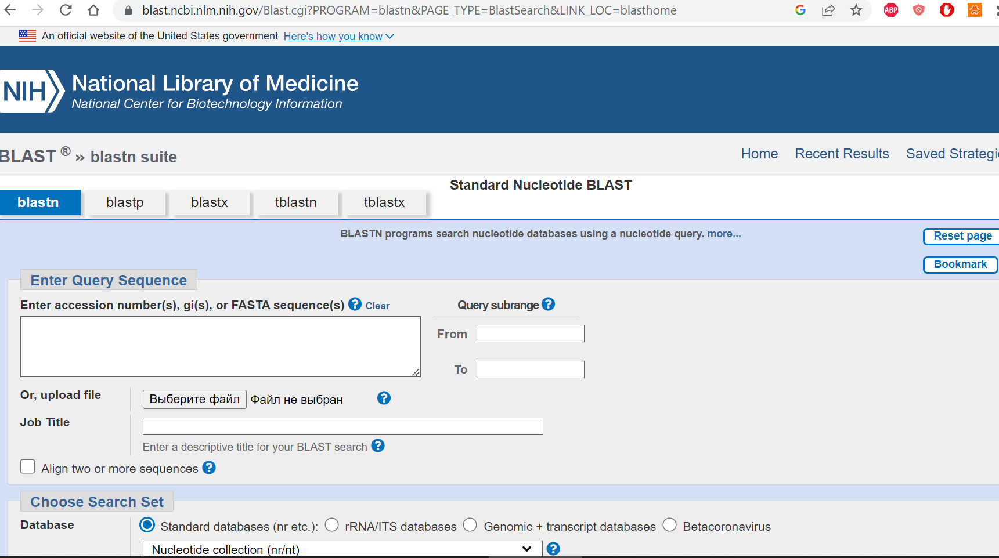 blast.ncbi.nlm.nih.gov/Blast.cgi?PROGRAM=blastn&PAGE_TYPE=BlastSearch&LINK_LOC=blasthome
ABP
An official website of the United States government Here's how you know
NIH National Library of Medicine
National Center for Biotechnology Information
BLAST ® » blastn suite
Home Recent Results Saved Strategi
Standard Nucleotide BLAST
blastn blastp blastx tblastn tblastx
BLASTN programs search nucleotide databases using a nucleotide query. more...
Reset page
Bookmark
Enter Query Sequence
Enter accession number(s), gi(s), or FASTA sequence(s) ? Clear
Query subrange ?
From
To
Or, upload file
Выберите файл Файл не выбран ?
Job Title
Enter a descriptive title for your BLAST search ?
Align two or more sequences ?
Choose Search Set
Database
Standard databases (nr etc.): rRNA/ITS databases Genomic + transcript databases Betacoronavirus
Nucleotide collection (nr/nt) ?